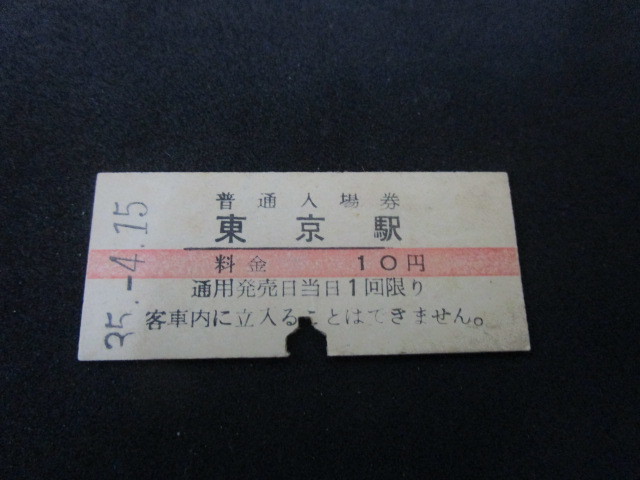 普通入場券
東京駅
料金 10円
通用発売日当日1回限り
客車内に立入ることはできません。
35.-4.15